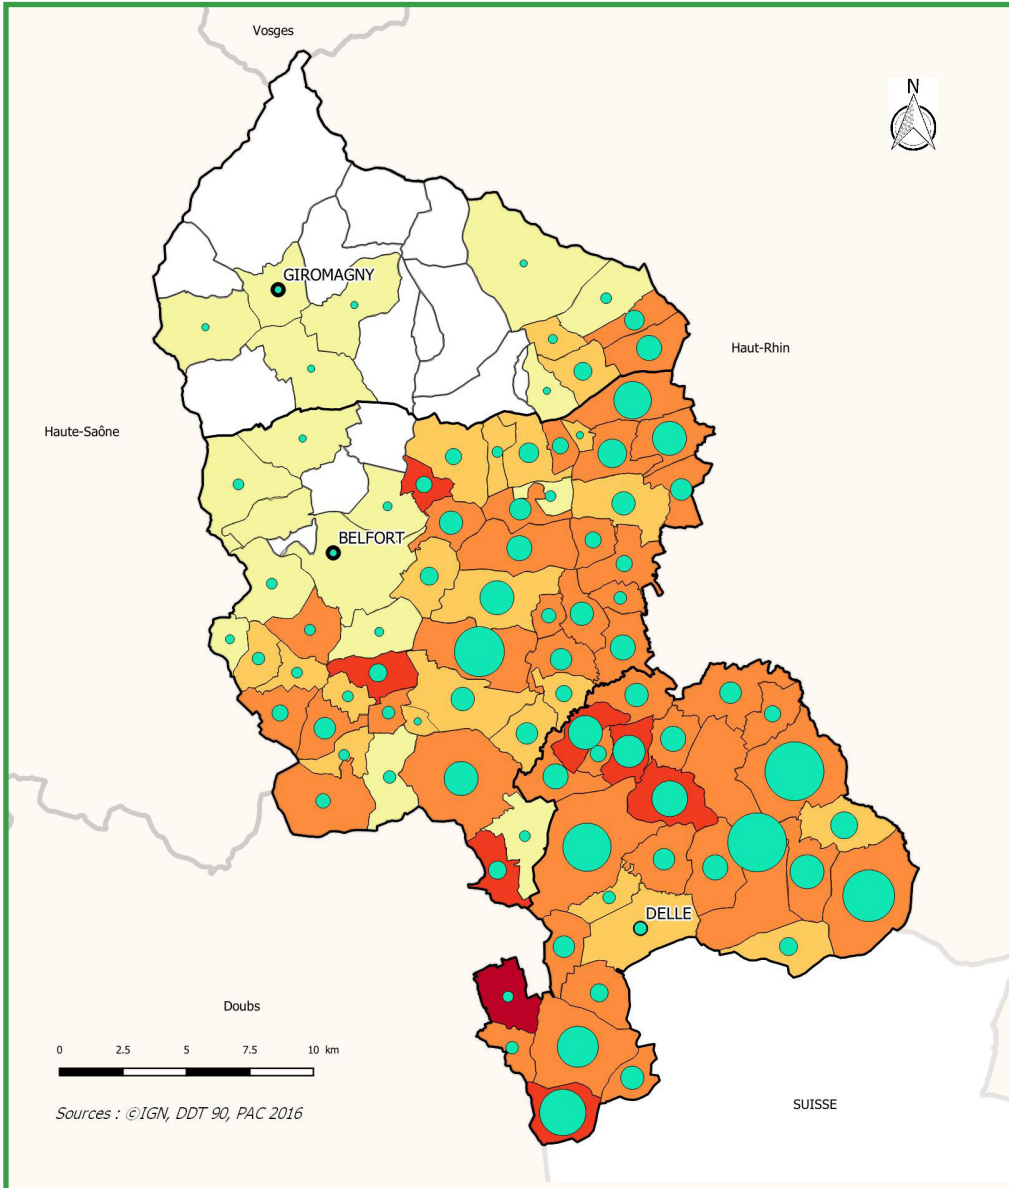 Vosges
N
GIROMAGNY
Haut-Rhin
Haute-Saône
BELFORT
DELLE
Doubs
0 2.5 5 7.5 10 km
SUISSE
Sources : ©IGN, DDT 90, PAC 2016